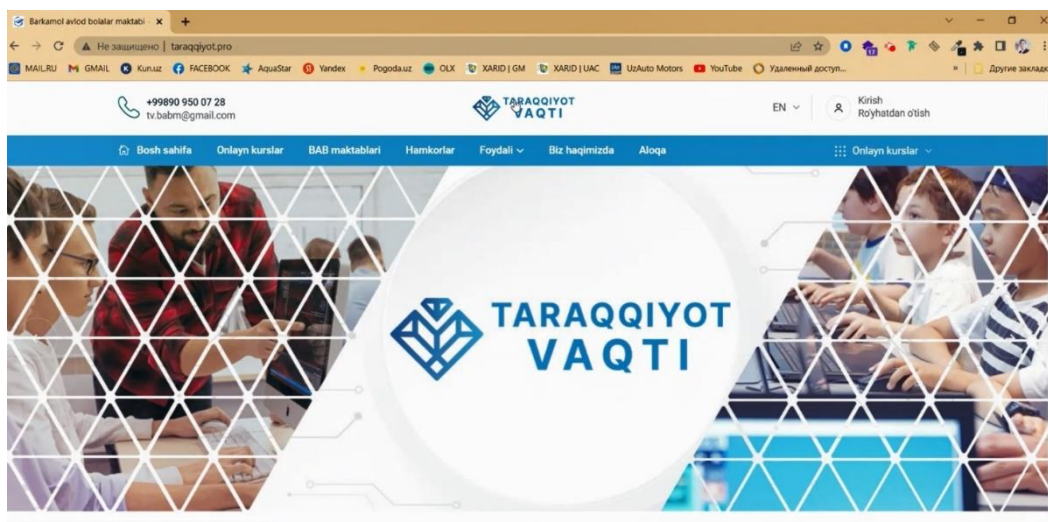 Barkamol avlod bolalar maktabi -
Не защищено | taraqqiyot.pro
MAIL.RU GMAIL Kun.uz FACEBOOK AquaStar Yandex Pogoda.uz OLX XARID | GM XARID | UAC UzAuto Motors YouTube Удаленный доступ... » Другие закладк
+99890 950 07 28
tv.babm@gmail.com
TARAQQIYOT
VAQTI
EN
Kirish
Ro'yhatdan o'tish
Bosh sahifa Onlayn kurslar BAB maktablari Hamkorlar Foydali Biz haqimizda Aloqa Onlayn kurslar
TARAQQIYOT
VAQTI